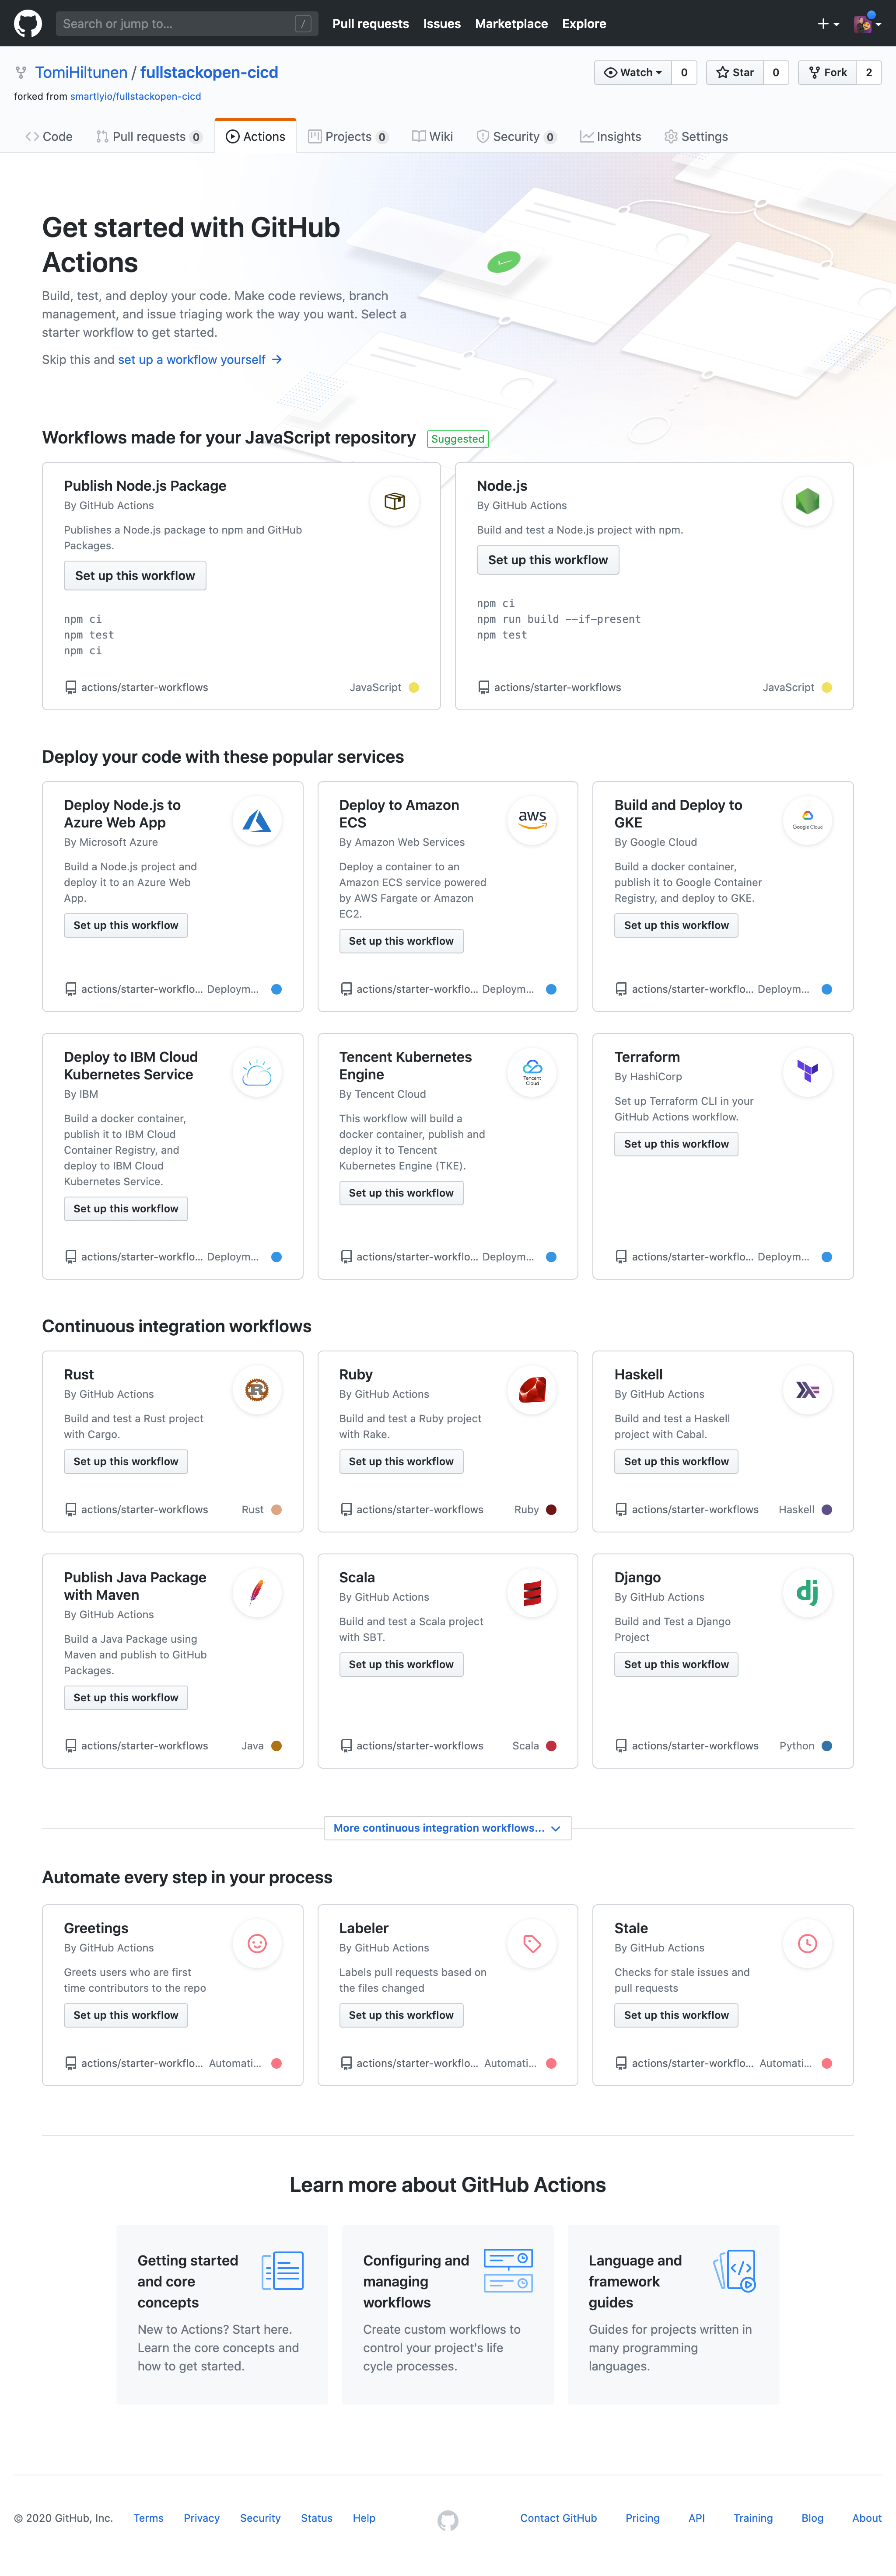 Search or jump to... /
Pull requests Issues Marketplace Explore
TomiHiltunen / fullstackopen-cicd
Watch 0 Star 0 Fork 2
forked from smartlyio/fullstackopen-cicd
Code Pull requests 0 Actions Projects 0 Wiki Security 0 Insights Settings
Get started with GitHub
Actions
Build, test, and deploy your code. Make code reviews, branch
management, and issue triaging work the way you want. Select a
starter workflow to get started.
Skip this and set up a workflow yourself →
Workflows made for your JavaScript repository Suggested
Publish Node.js Package
By GitHub Actions
Publishes a Node.js package to npm and GitHub
Packages.
Set up this workflow
npm ci
npm test
npm ci
actions/starter-workflows JavaScript
Node.js
By GitHub Actions
Build and test a Node.js project with npm.
Set up this workflow
npm ci
npm run build --if-present
npm test
actions/starter-workflows JavaScript
Deploy your code with these popular services
Deploy Node.js to
Azure Web App
By Microsoft Azure
Build a Node.js project and
deploy it to an Azure Web
App.
Set up this workflow
actions/starter-workflo... Deploym...
Deploy to Amazon
ECS
aws
By Amazon Web Services
Deploy a container to an
Amazon ECS service powered
by AWS Fargate or Amazon
EC2.
Set up this workflow
actions/starter-workflo... Deploym...
Build and Deploy to
GKE
Google Cloud
By Google Cloud
Build a docker container,
publish it to Google Container
Registry, and deploy to GKE.
Set up this workflow
actions/starter-workflo... Deploym...
Deploy to IBM Cloud
Kubernetes Service
By IBM
Build a docker container,
publish it to IBM Cloud
Container Registry, and
deploy to IBM Cloud
Kubernetes Service.
Set up this workflow
actions/starter-workflo... Deploym...
Tencent Kubernetes
Engine
Tencent
Cloud
By Tencent Cloud
This workflow will build a
docker container, publish and
deploy it to Tencent
Kubernetes Engine (TKE).
Set up this workflow
actions/starter-workflo... Deploym...
Terraform
By HashiCorp
Set up Terraform CLI in your
GitHub Actions workflow.
Set up this workflow
actions/starter-workflo... Deploym...
Continuous integration workflows
Rust
R
By GitHub Actions
Build and test a Rust project
with Cargo.
Set up this workflow
actions/starter-workflows Rust
Ruby
By GitHub Actions
Build and test a Ruby project
with Rake.
Set up this workflow
actions/starter-workflows Ruby
Haskell
By GitHub Actions
Build and test a Haskell
project with Cabal.
Set up this workflow
actions/starter-workflows Haskell
Publish Java Package
with Maven
By GitHub Actions
Build a Java Package using
Maven and publish to GitHub
Packages.
Set up this workflow
actions/starter-workflows Java
Scala
By GitHub Actions
Build and test a Scala project
with SBT.
Set up this workflow
actions/starter-workflows Scala
Django
dj
By GitHub Actions
Build and Test a Django
Project
Set up this workflow
actions/starter-workflows Python
More continuous integration workflows...
Automate every step in your process
Greetings
By GitHub Actions
Greets users who are first
time contributors to the repo
Set up this workflow
actions/starter-workflo... Automati...
Labeler
By GitHub Actions
Labels pull requests based on
the files changed
Set up this workflow
actions/starter-workflo... Automati...
Stale
By GitHub Actions
Checks for stale issues and
pull requests
Set up this workflow
actions/starter-workflo... Automati...
Learn more about GitHub Actions
Getting started
and core
concepts
New to Actions? Start here.
Learn the core concepts and
how to get started.
Configuring and
managing
workflows
Create custom workflows to
control your project's life
cycle processes.
Language and
framework
guides
Guides for projects written in
many programming
languages.
© 2020 GitHub, Inc. Terms Privacy Security Status Help Contact GitHub Pricing API Training Blog About